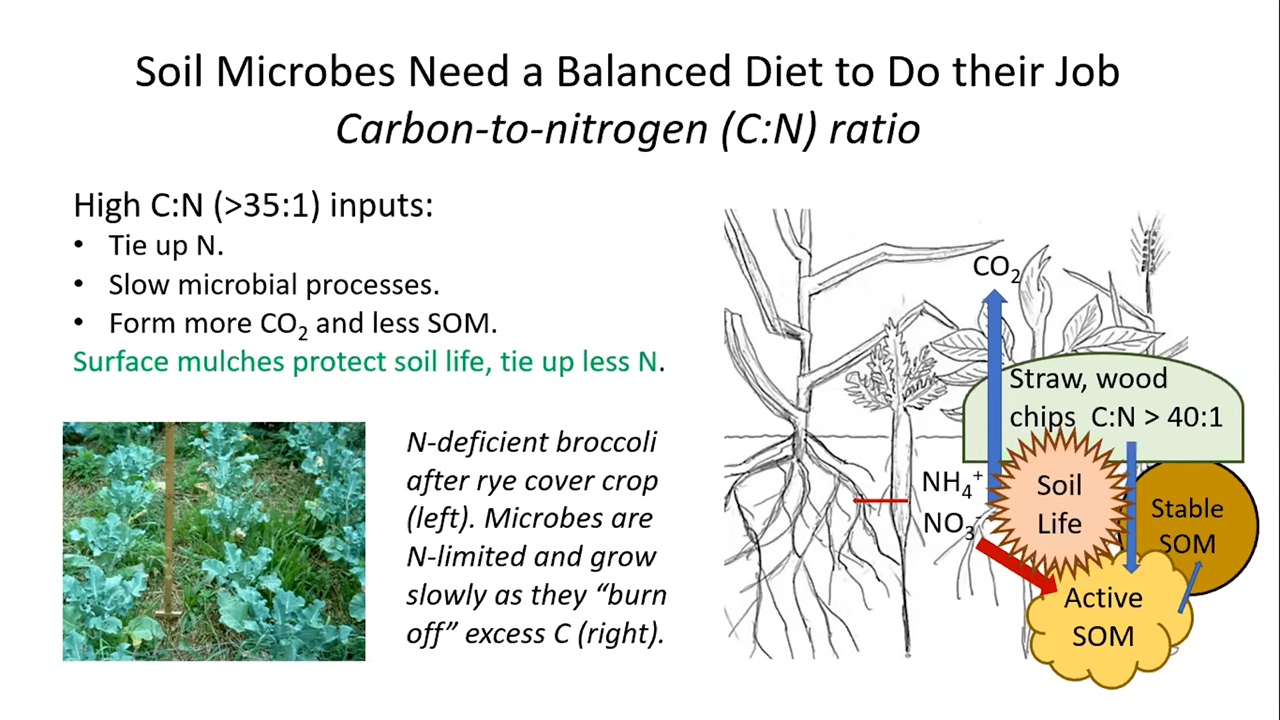 Soil Microbes Need a Balanced Diet to Do their Job
Carbon-to-nitrogen (C:N) ratio
High C:N (>35:1) inputs:
• Tie up N.
• Slow microbial processes.
• Form more CO₂ and less SOM.
Surface mulches protect soil life, tie up less N.
N-deficient broccoli
after rye cover crop
(left). Microbes are
N-limited and grow
slowly as they “burn
off” excess C (right).
CO₂
Straw, wood
chips C:N > 40:1
NH₄⁺
NO₃⁻
Soil
Life
Stable
SOM
Active
SOM